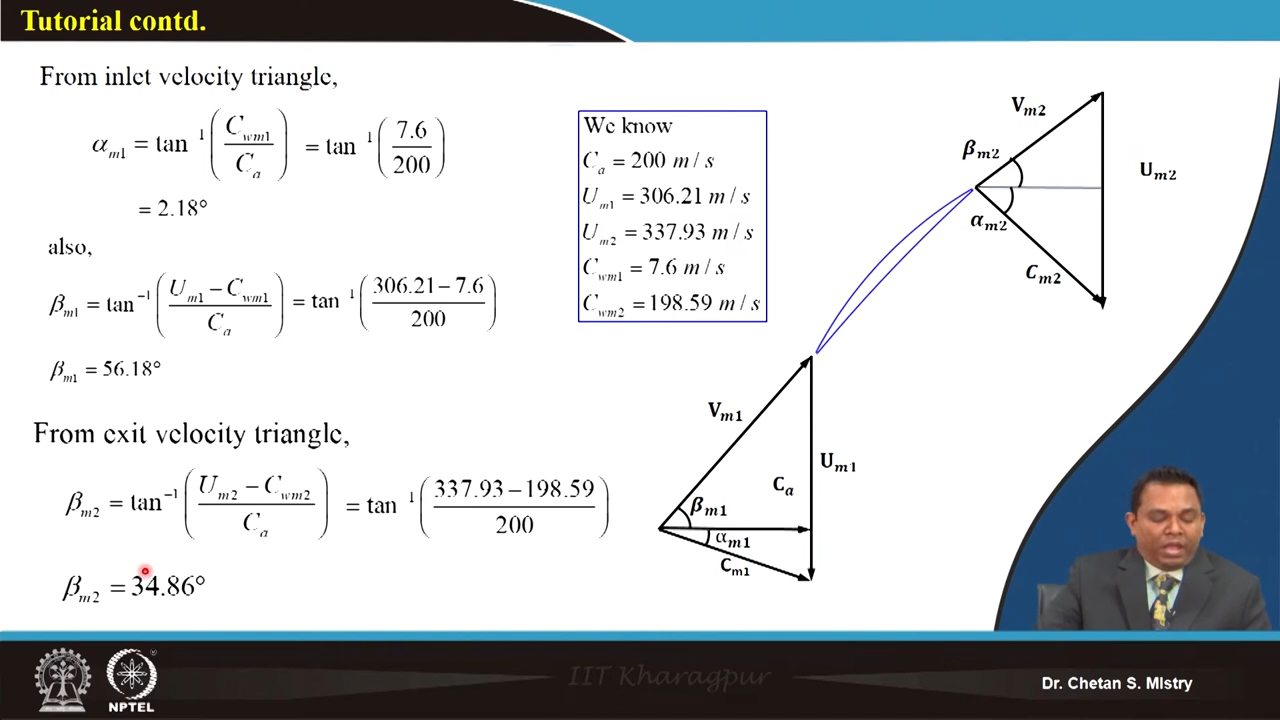 Tutorial contd.
From inlet velocity triangle,
α_m1 = tan ¹ (C_wm1 / C_a) = tan ¹ (7.6 / 200)
= 2.18°
also,
β_m1 = tan⁻¹ (U_m1 − C_wm1 / C_a) = tan ¹ (306.21 − 7.6 / 200)
β_m1 = 56.18°
From exit velocity triangle,
β_m2 = tan⁻¹ (U_m2 − C_wm2 / C_a) = tan ¹ (337.93 − 198.59 / 200)
β_m2 = 34.86°
We know
C_a = 200 m / s
U_m1 = 306.21 m / s
U_m2 = 337.93 m / s
C_wm1 = 7.6 m / s
C_wm2 = 198.59 m / s
V_m2
β_m2
U_m2
α_m2
C_m2
V_m1
U_m1
C_a
β_m1
α_m1
C_m1
NPTEL
IIT Kharagpur
Dr. Chetan S. MIstry